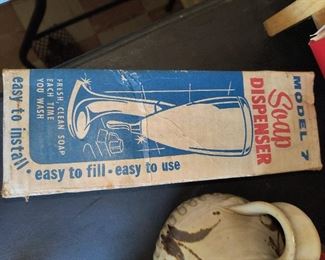 MODEL 7
Soap
DISPENSER
FRESH, CLEAN SOAP
EACH TIME
YOU WASH
easy to install • easy to fill • easy to use